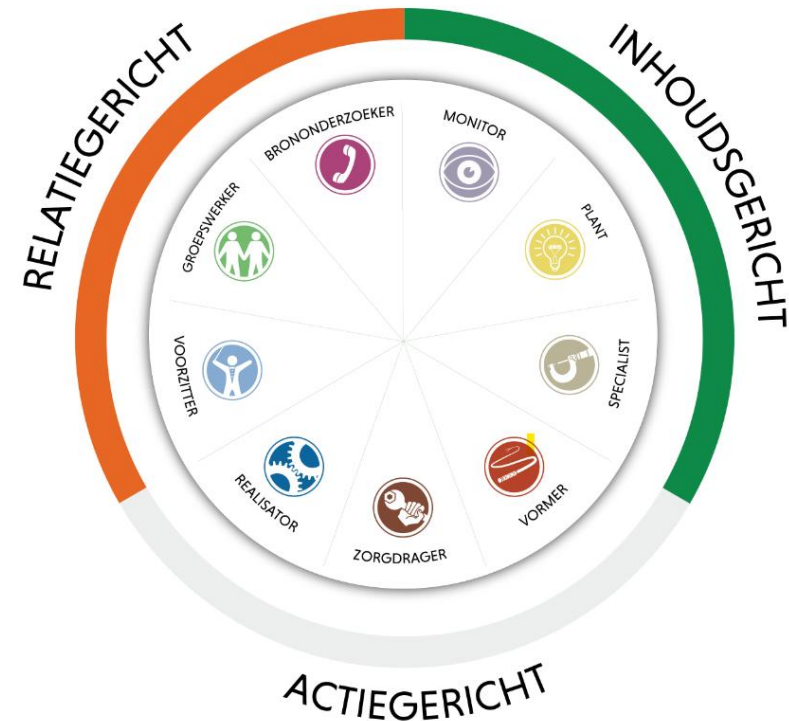 RELATIEGERICHT
INHOUDSGERICHT
BRONONDERZOEKER
MONITOR
GROEPSWERKER
PLANT
VOORZITTER
SPECIALIST
REALISATOR
VORMER
ZORGDRAGER
ACTIEGERICHT